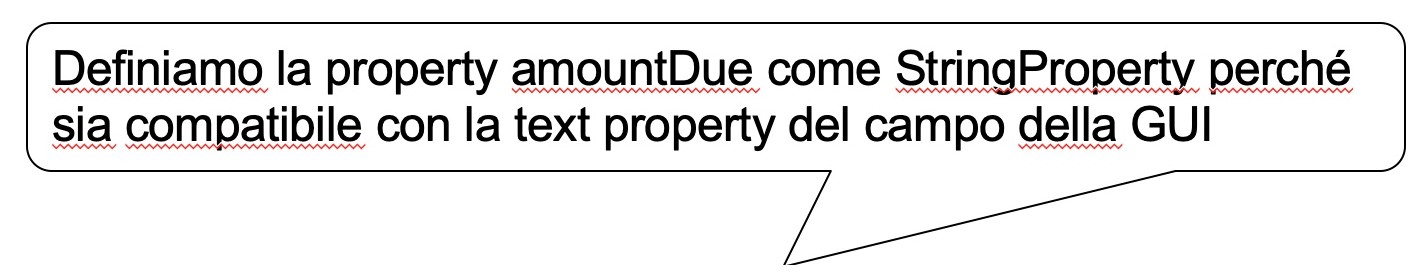 Definiamo la property amountDue come StringProperty perché
sia compatibile con la text property del campo della GUI